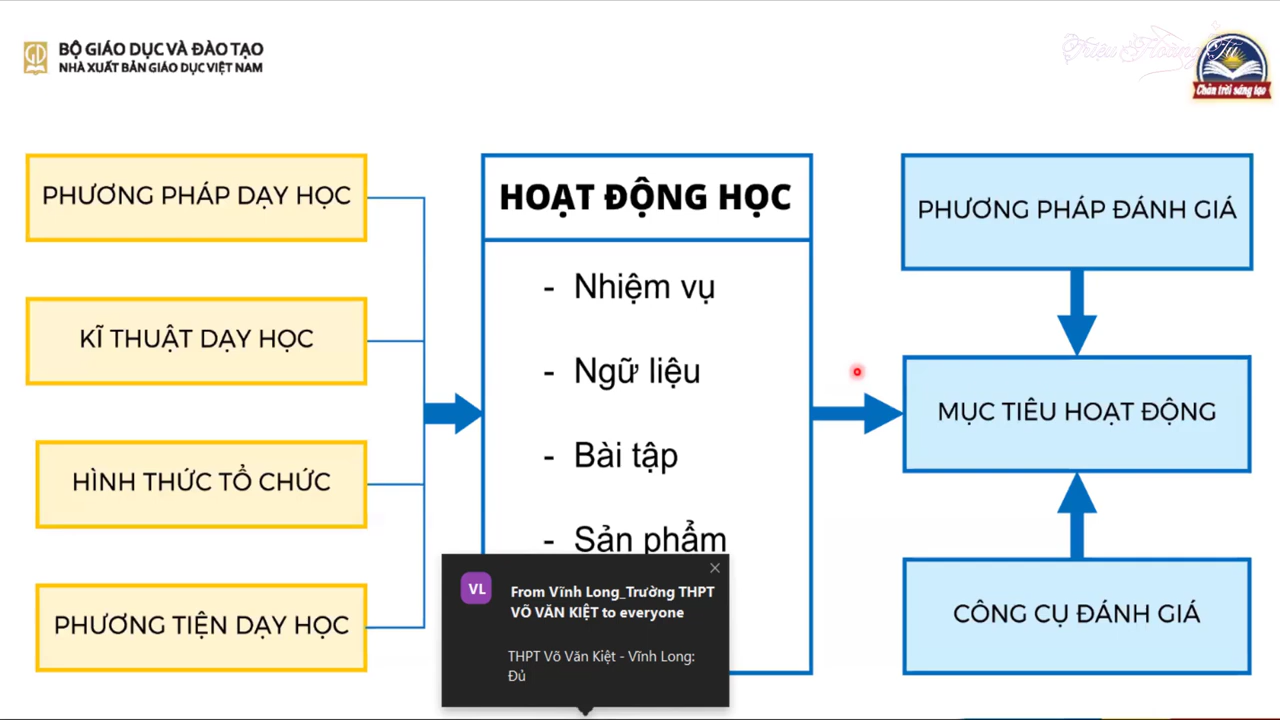 BỘ GIÁO DỤC VÀ ĐÀO TẠO
NHÀ XUẤT BẢN GIÁO DỤC VIỆT NAM
Triệu Hoàng Tú
Chân trời sáng tạo
PHƯƠNG PHÁP DẠY HỌC
KĨ THUẬT DẠY HỌC
HÌNH THỨC TỔ CHỨC
PHƯƠNG TIỆN DẠY HỌC
HOẠT ĐỘNG HỌC
- Nhiệm vụ
- Ngữ liệu
- Bài tập
- Sản phẩm
PHƯƠNG PHÁP ĐÁNH GIÁ
MỤC TIÊU HOẠT ĐỘNG
CÔNG CỤ ĐÁNH GIÁ
VL
From Vĩnh Long_Trường THPT
VÕ VĂN KIỆT to everyone
THPT Võ Văn Kiệt - Vĩnh Long:
Đủ